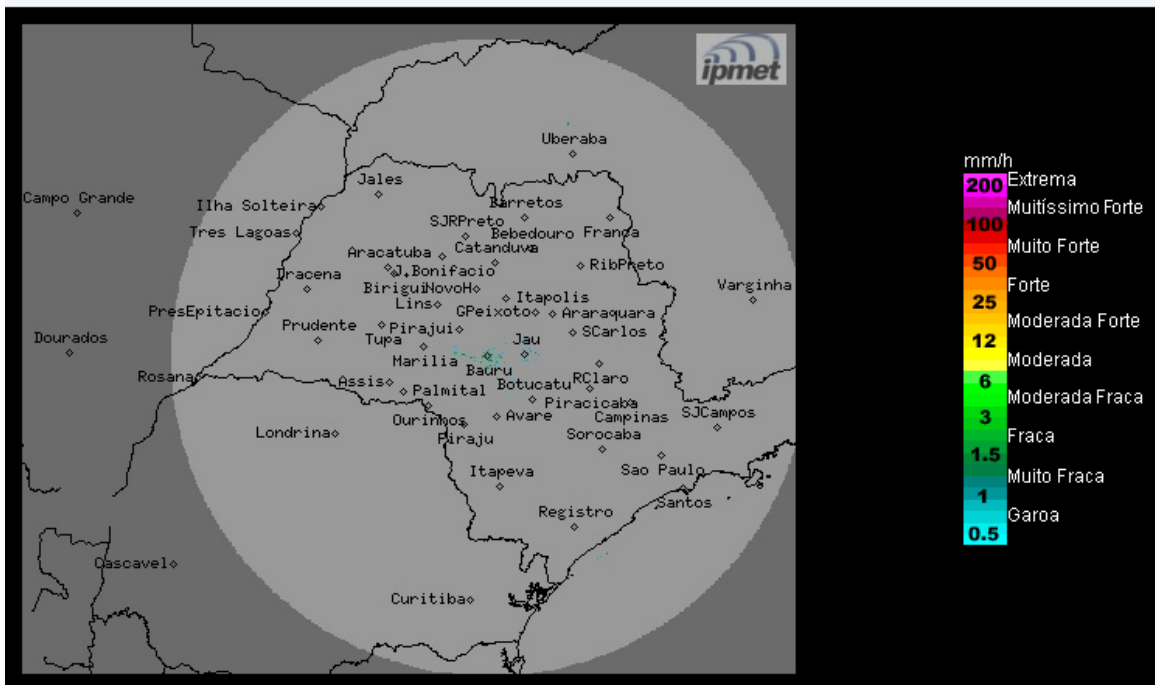 ipmet
Uberaba
Campo Grande
Jales
Ilha Solteira
Barretos
SJRPreto
Tres Lagoas
Bebedouro
Franca
Catanduva
Aracatuba
J.Bonifacio
RibPreto
Dracena
Birigui
NovoH
Varginha
Lins
Itapolis
PresEpitacio
GPeixoto
Araraquara
Prudente
Pirajui
SCarlos
Dourados
Tupa
Jau
Marilia
Bauru
Rosana
Assis
Botucatu
RClaro
Palmital
Piracicaba
Ourinhos
Avare
Campinas
SJCampos
Londrina
Piraju
Sorocaba
Itapeva
Sao Paulo
Santos
Registro
Cascavel
Curitiba
mm/h
200 Extrema
Muitíssimo Forte
100
Muito Forte
50
Forte
25
Moderada Forte
12
Moderada
6
Moderada Fraca
3
Fraca
1.5
Muito Fraca
1
Garoa
0.5